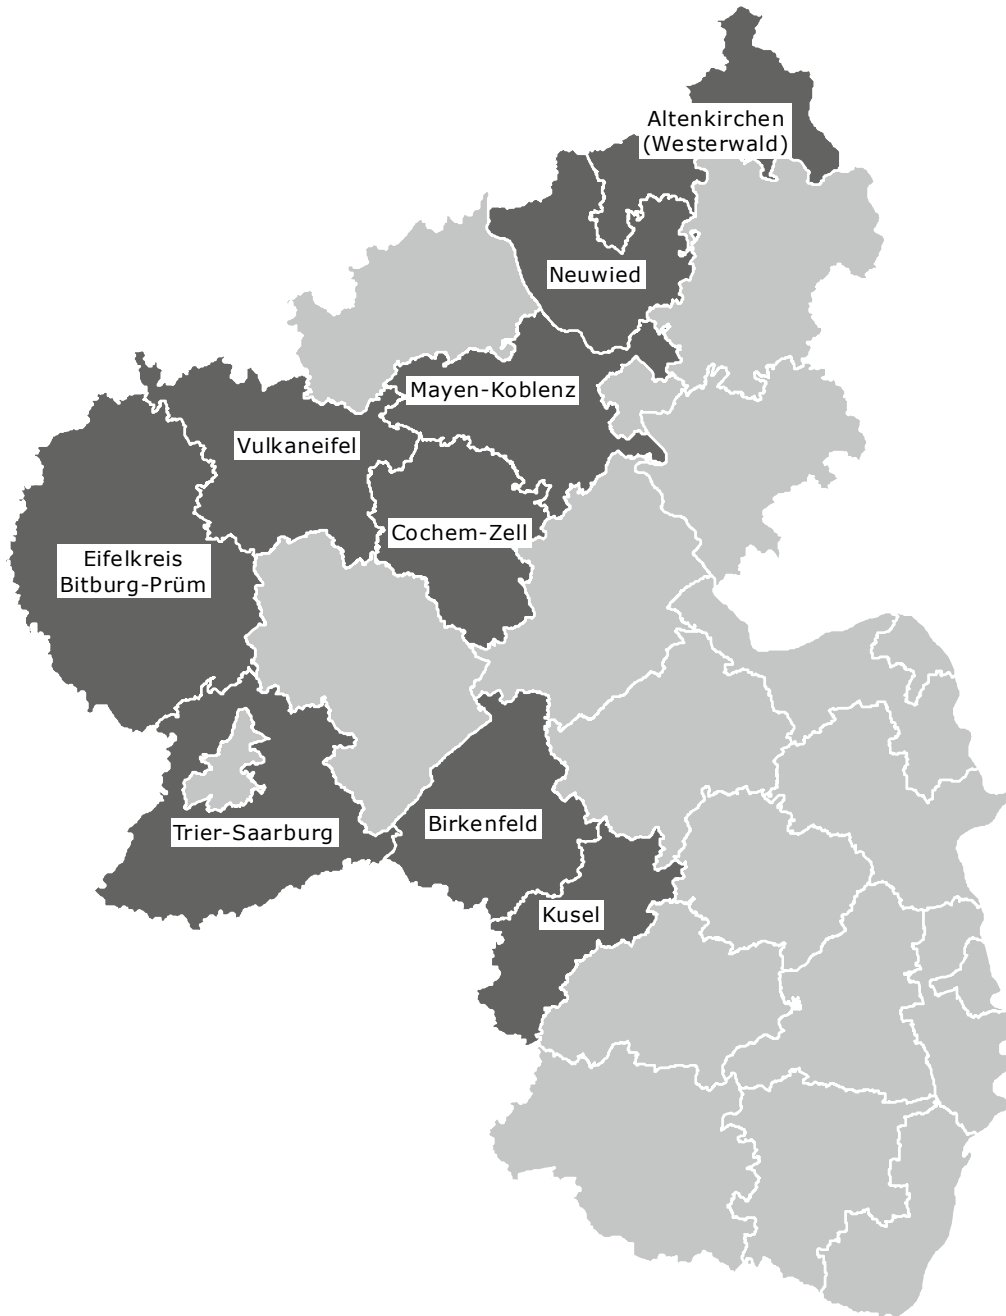 Altenkirchen
(Westerwald)
Neuwied
Mayen-Koblenz
Vulkaneifel
Cochem-Zell
Eifelkreis
Bitburg-Prüm
Trier-Saarburg
Birkenfeld
Kusel